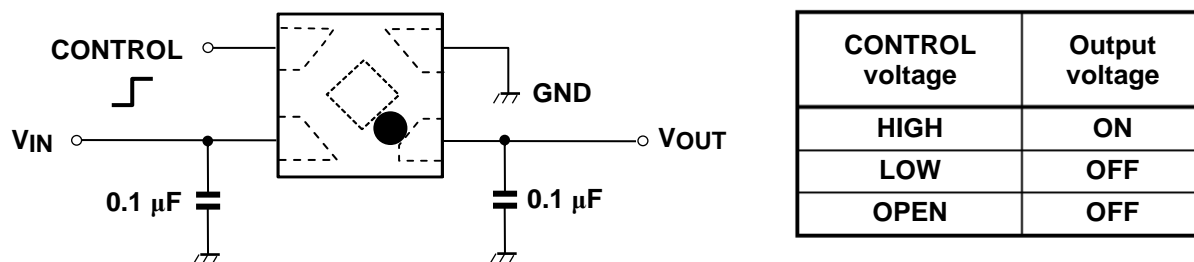 CONTROL
GND
VIN
VOUT
0.1 μF
0.1 μF
CONTROL voltage Output voltage
HIGH ON
LOW OFF
OPEN OFF